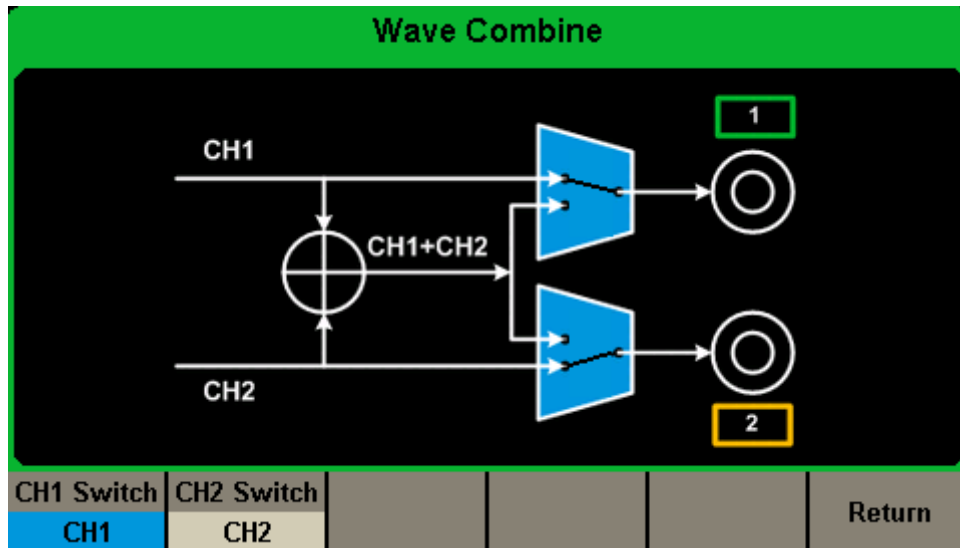 Wave Combine
1
CH1
CH1+CH2
CH2
2
CH1 Switch
CH2 Switch
Return
CH1
CH2